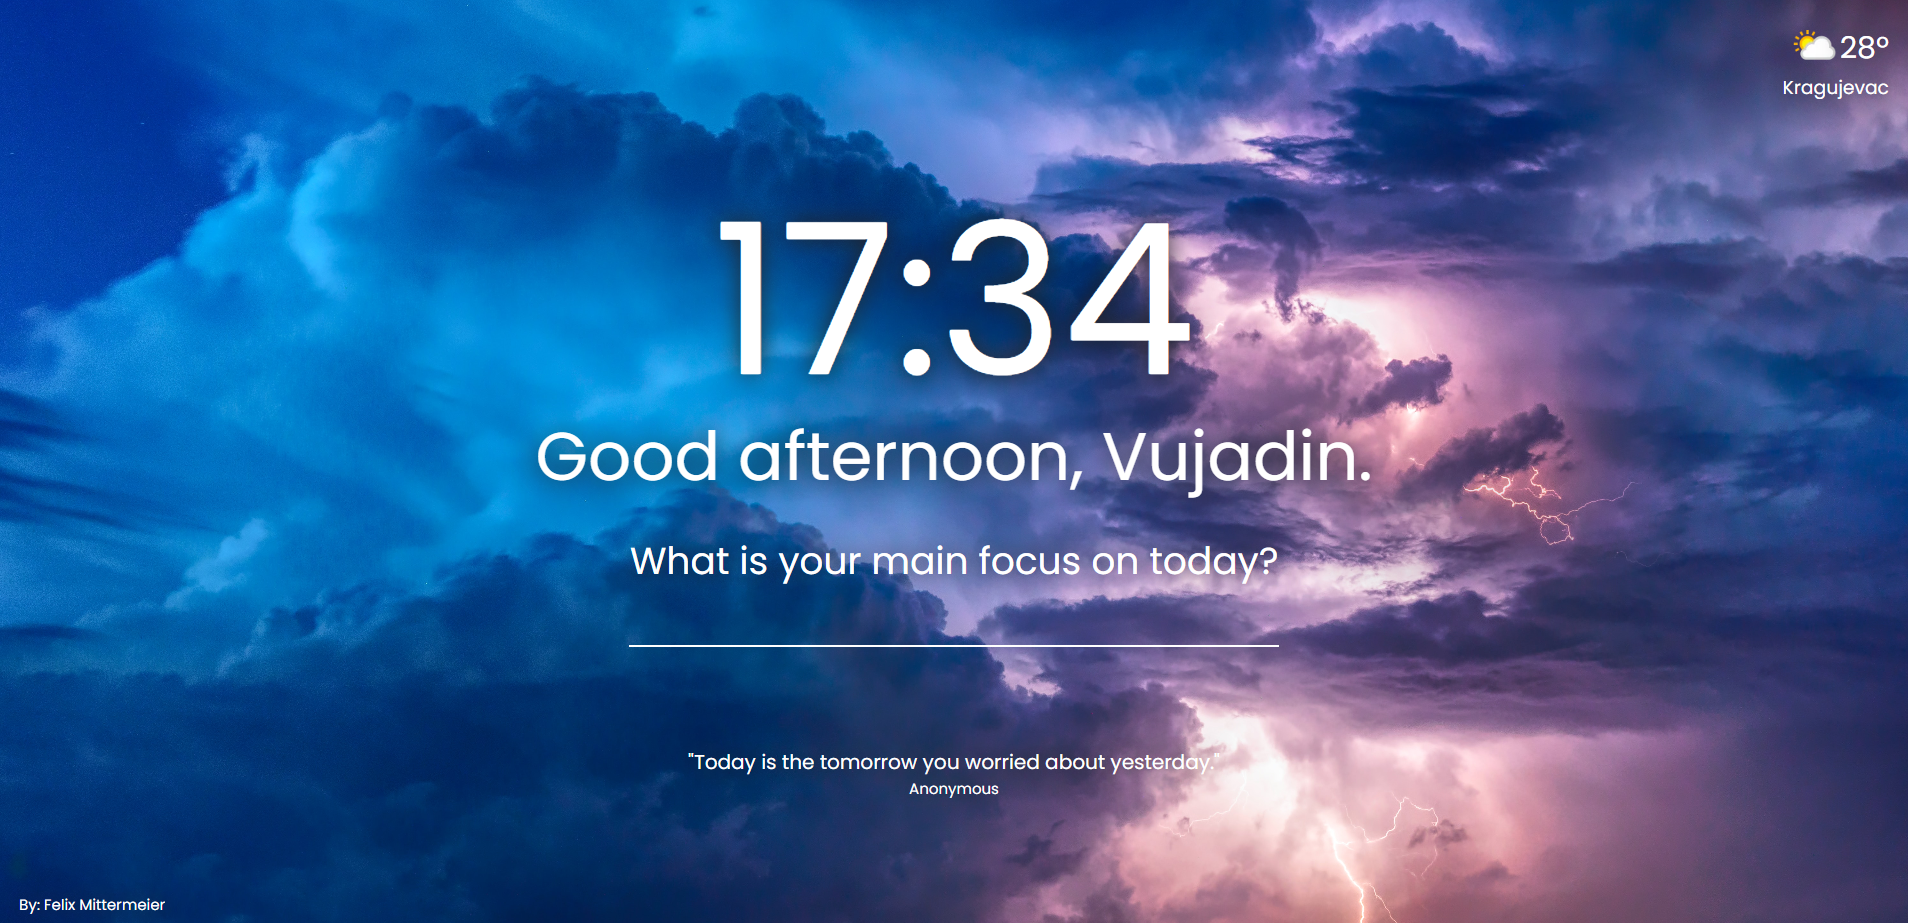 28°
Kragujevac
17:34
Good afternoon, Vujadin.
What is your main focus on today?
"Today is the tomorrow you worried about yesterday."
Anonymous
By: Felix Mittermeier